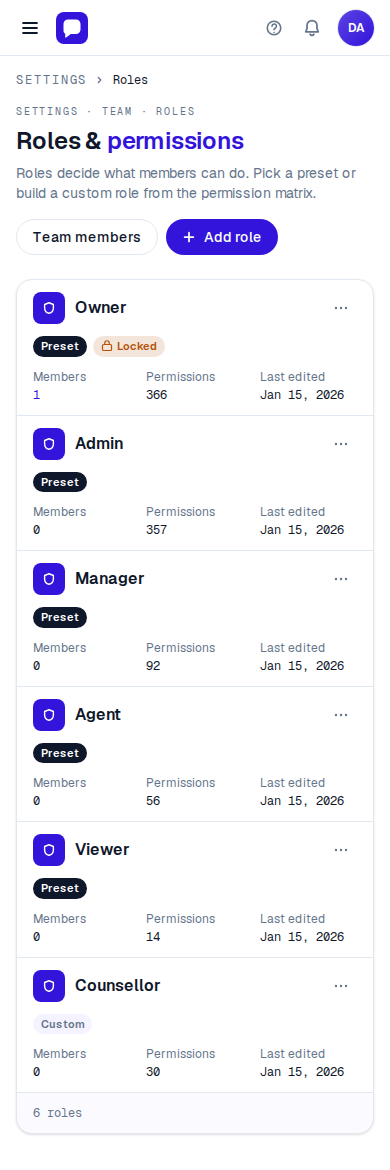 DA
SETTINGS › Roles
SETTINGS · TEAM · ROLES
Roles & permissions
Roles decide what members can do. Pick a preset or
build a custom role from the permission matrix.
Team members
+ Add role
Owner
Preset Locked
Members Permissions Last edited
1 366 Jan 15, 2026
Admin
Preset
Members Permissions Last edited
0 357 Jan 15, 2026
Manager
Preset
Members Permissions Last edited
0 92 Jan 15, 2026
Agent
Preset
Members Permissions Last edited
0 56 Jan 15, 2026
Viewer
Preset
Members Permissions Last edited
0 14 Jan 15, 2026
Counsellor
Custom
Members Permissions Last edited
0 30 Jan 15, 2026
6 roles